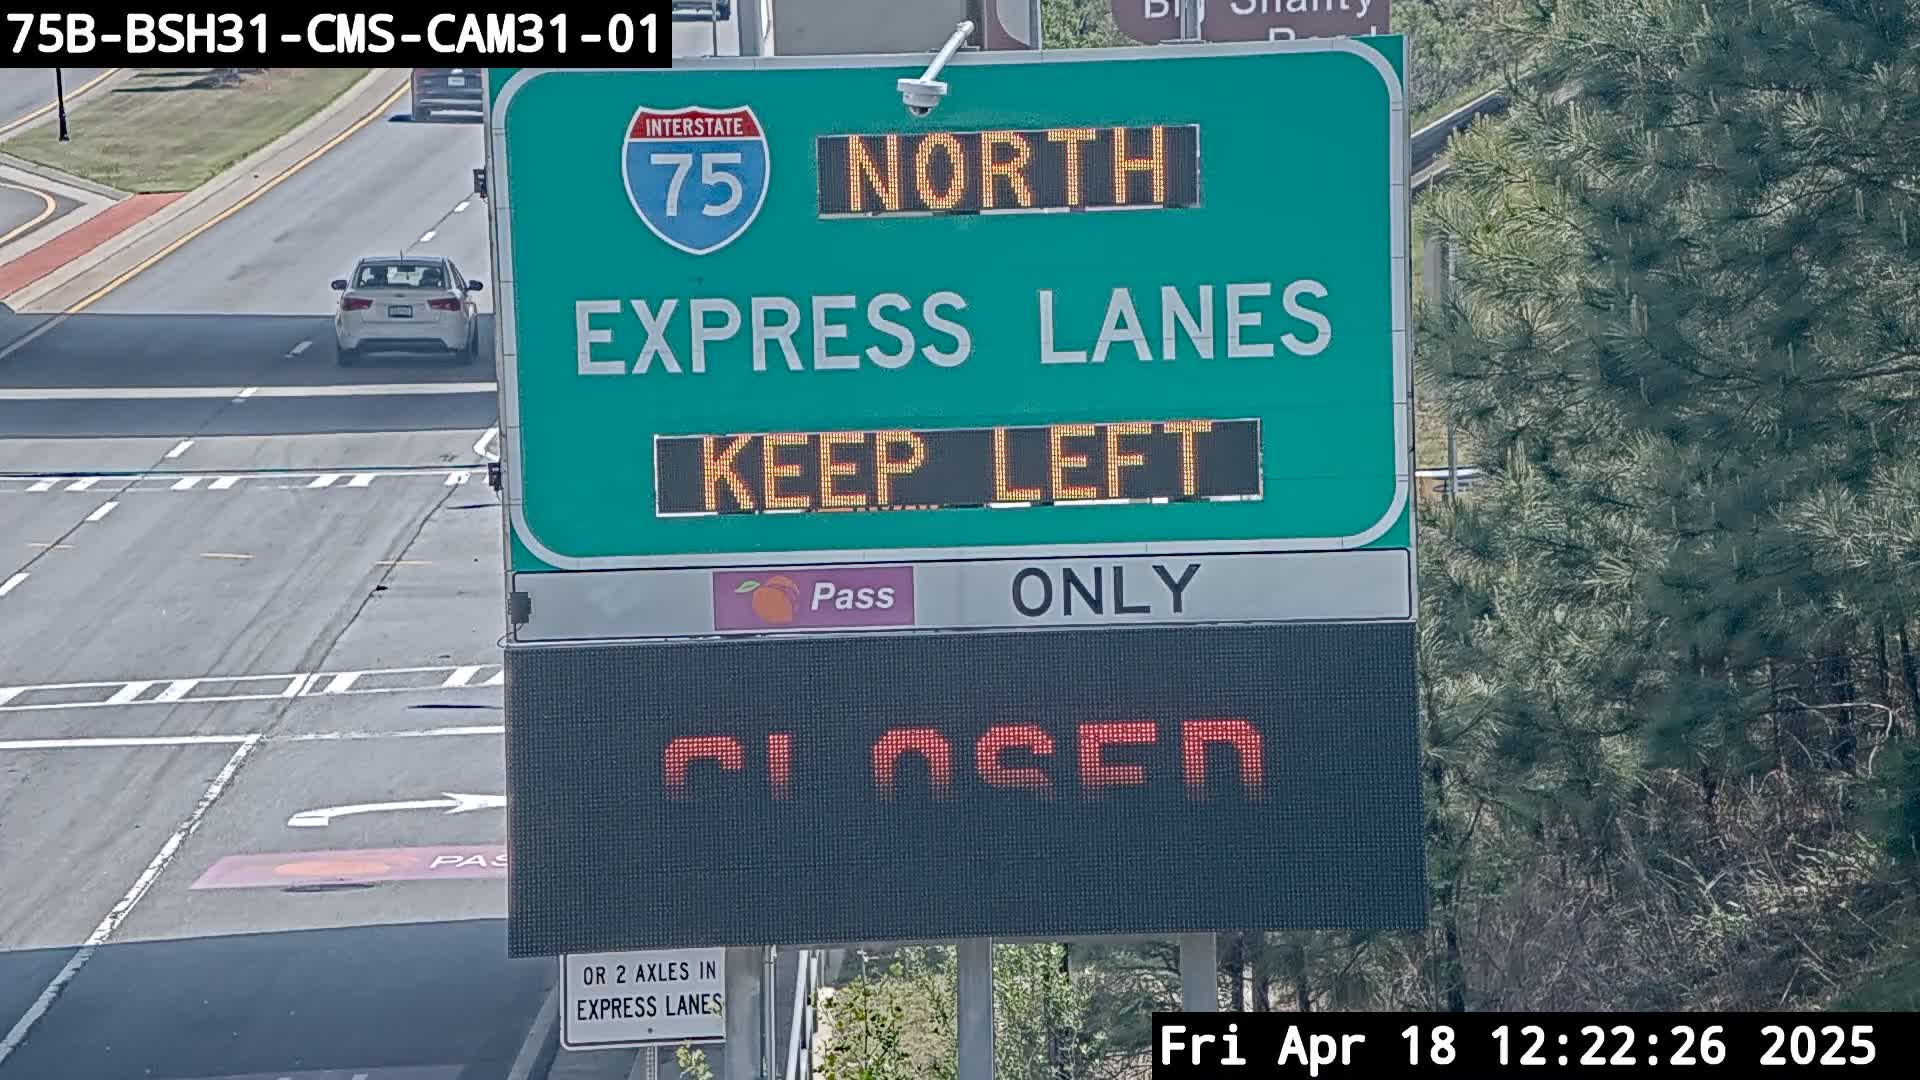 75B-BSH31-CMS-CAM31-01
Shanty
INTERSTATE
75
NORTH
EXPRESS LANES
KEEP LEFT
Pass ONLY
CLOSED
OR 2 AXLES IN
EXPRESS LANES
Fri Apr 18 12:22:26 2025